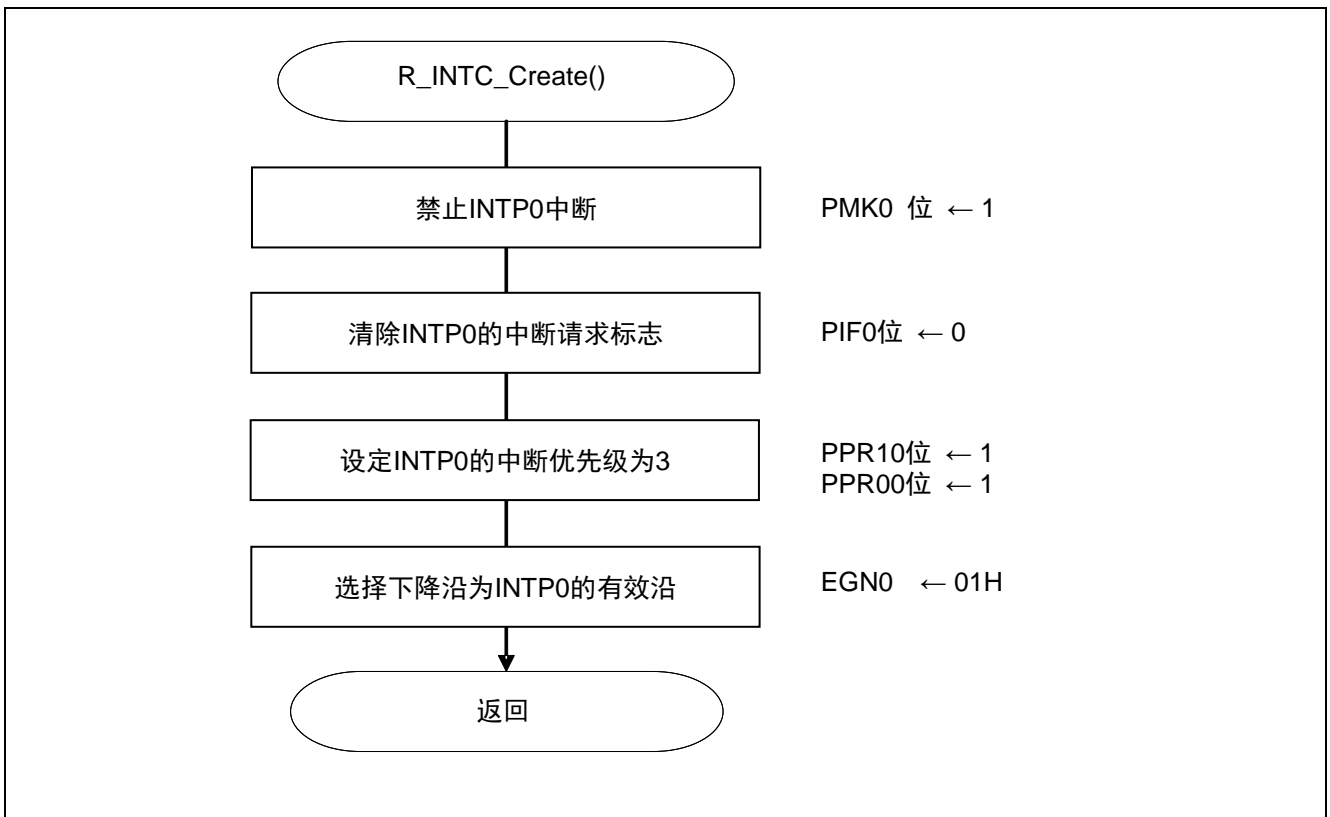 R_INTC_Create()
禁止INTP0中断
PMK0 位 ← 1
清除INTP0的中断请求标志
PIF0位 ← 0
设定INTP0的中断优先级为3
PPR10位 ← 1
PPR00位 ← 1
选择下降沿为INTP0的有效沿
EGN0 ← 01H
返回